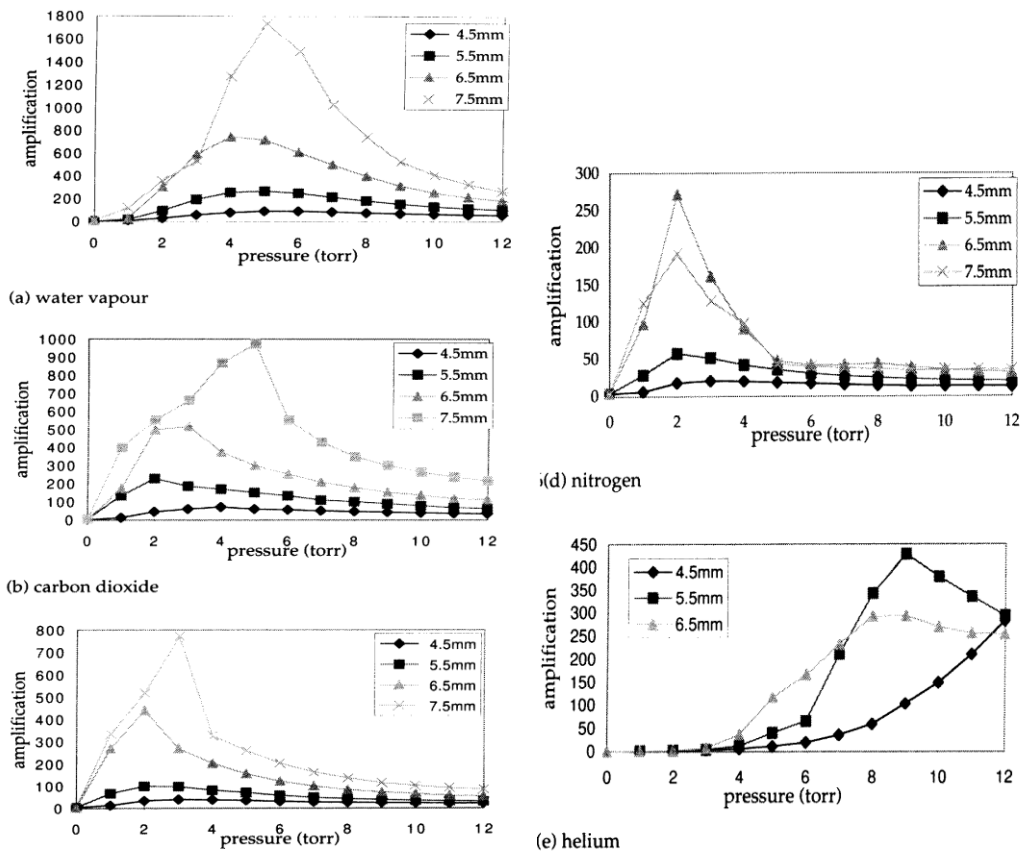 1800
1600
1400
1200
1000
800
600
400
200
0
amplification
4.5mm
5.5mm
6.5mm
7.5mm
0 2 4 6 8 10 12
pressure (torr)
(a) water vapour
1000
900
800
700
600
500
400
300
200
100
0
amplification
4.5mm
5.5mm
6.5mm
7.5mm
0 2 4 6 8 10 12
pressure (torr)
(b) carbon dioxide
800
700
600
500
400
300
200
100
0
amplification
4.5mm
5.5mm
6.5mm
7.5mm
0 2 4 6 8 10 12
pressure (torr)
300
250
200
150
100
50
0
amplification
4.5mm
5.5mm
6.5mm
7.5mm
0 2 4 6 8 10 12
pressure (torr)
(d) nitrogen
450
400
350
300
250
200
150
100
50
0
amplification
4.5mm
5.5mm
6.5mm
0 2 4 6 8 10 12
pressure (torr)
(e) helium